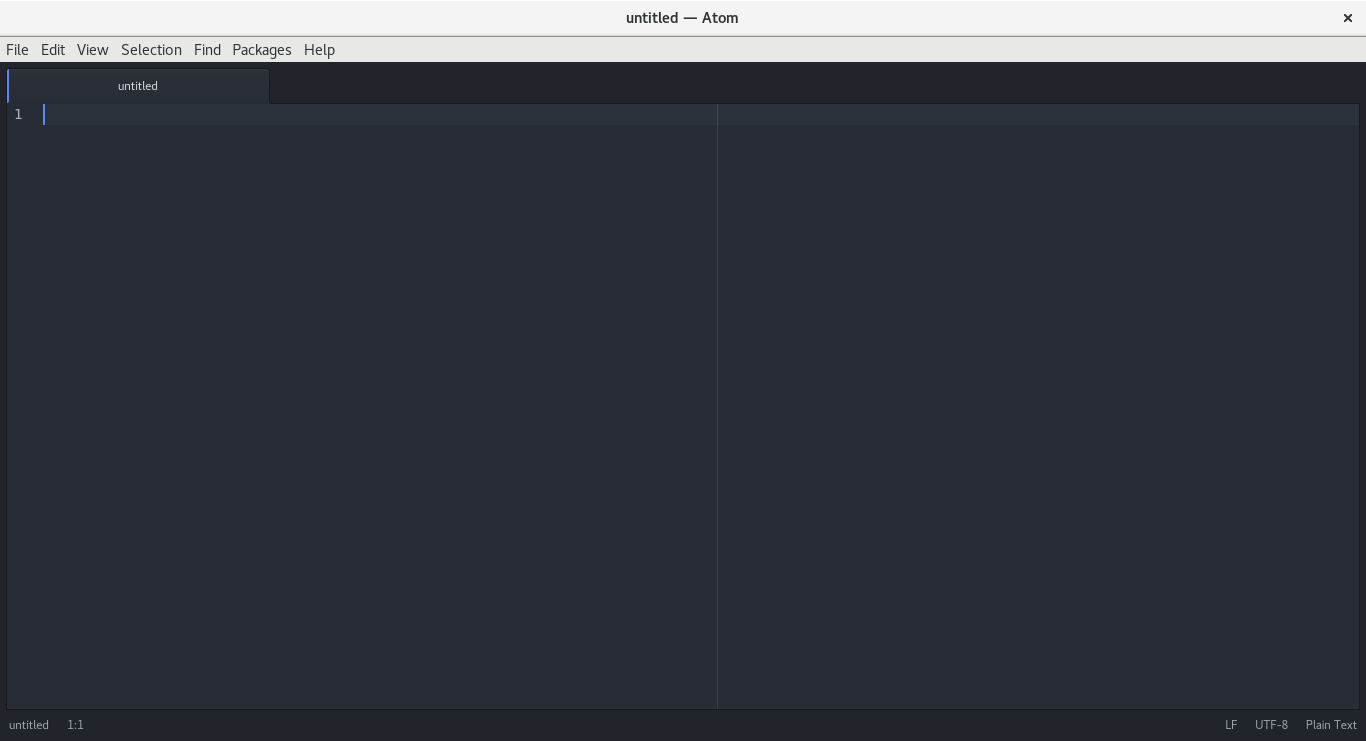 untitled — Atom
File Edit View Selection Find Packages Help
untitled
1
untitled 1:1 LF UTF-8 Plain Text